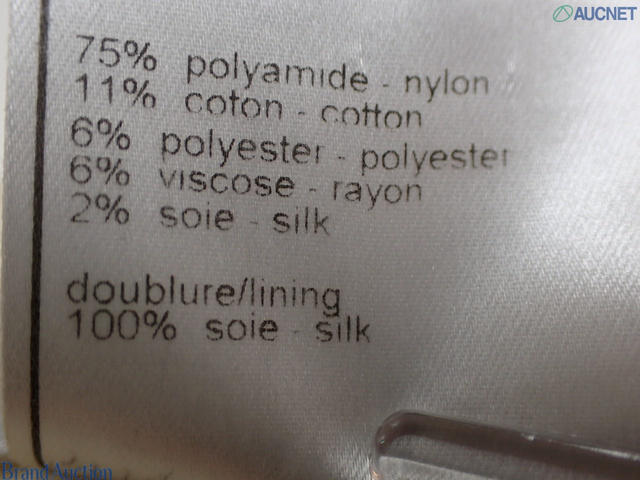 AUCNET
75% polyamide - nylon
11% coton - cotton
6% polyester - polyester
6% viscose - rayon
2% soie - silk
doublure/lining
100% soie - silk
Brand Auction